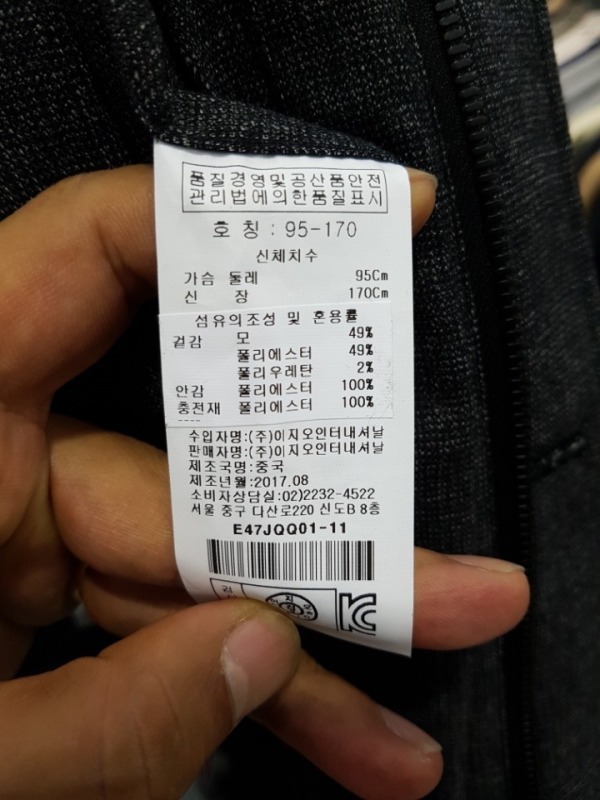 품질경영및공산품안전
관리법에의한품질표시
호 칭 : 95-170
신체치수
가슴 둘레 95Cm
신 장 170Cm
섬유의조성 및 혼용률
겉감 모 49%
폴리에스터 49%
폴리우레탄 2%
안감 폴리에스터 100%
충전재 폴리에스터 100%
수입자명:(주)이지오인터내셔날
판매자명:(주)이지오인터내셔날
제조국명:중국
제조년월:2017.08
소비자상담실:02)2232-4522
서울 중구 다산로220 신도B 8층
E47JQQ01-11